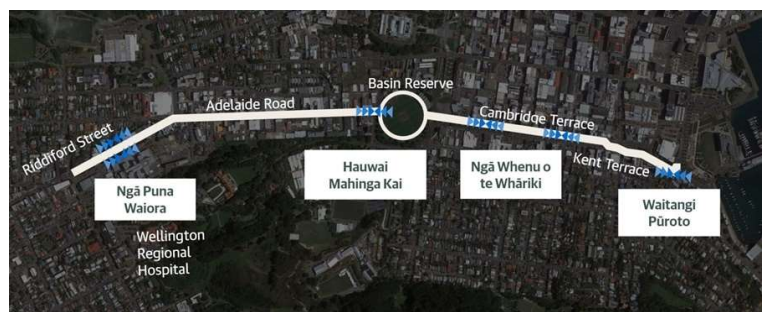 Basin Reserve
Adelaide Road
Cambridge Terrace
Riddiford Street
Kent Terrace
Hauwai
Mahinga Kai
Ngā Whenu o
te Whāriki
Ngā Puna
Waiora
Waitangi
Pūroto
Wellington
Regional
Hospital